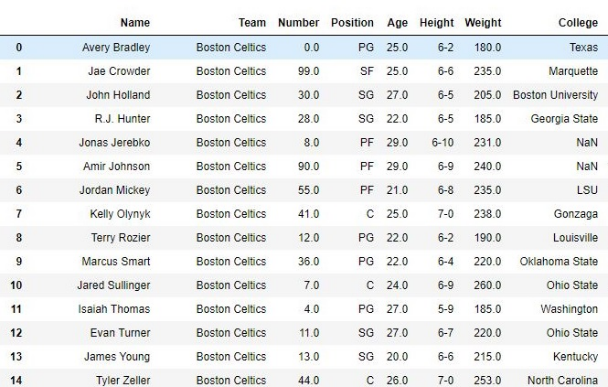 Name Team Number Position Age Height Weight College
0 Avery Bradley Boston Celtics 0.0 PG 25.0 6-2 180.0 Texas
1 Jae Crowder Boston Celtics 99.0 SF 25.0 6-6 235.0 Marquette
2 John Holland Boston Celtics 30.0 SG 27.0 6-5 205.0 Boston University
3 R.J. Hunter Boston Celtics 28.0 SG 22.0 6-5 185.0 Georgia State
4 Jonas Jerebko Boston Celtics 8.0 PF 29.0 6-10 231.0 NaN
5 Amir Johnson Boston Celtics 90.0 PF 29.0 6-9 240.0 NaN
6 Jordan Mickey Boston Celtics 55.0 PF 21.0 6-8 235.0 LSU
7 Kelly Olynyk Boston Celtics 41.0 C 25.0 7-0 238.0 Gonzaga
8 Terry Rozier Boston Celtics 12.0 PG 22.0 6-2 190.0 Louisville
9 Marcus Smart Boston Celtics 36.0 PG 22.0 6-4 220.0 Oklahoma State
10 Jared Sullinger Boston Celtics 7.0 C 24.0 6-9 260.0 Ohio State
11 Isaiah Thomas Boston Celtics 4.0 PG 27.0 5-9 185.0 Washington
12 Evan Turner Boston Celtics 11.0 SG 27.0 6-7 220.0 Ohio State
13 James Young Boston Celtics 13.0 SG 20.0 6-6 215.0 Kentucky
14 Tyler Zeller Boston Celtics 44.0 C 26.0 7-0 253.0 North Carolina